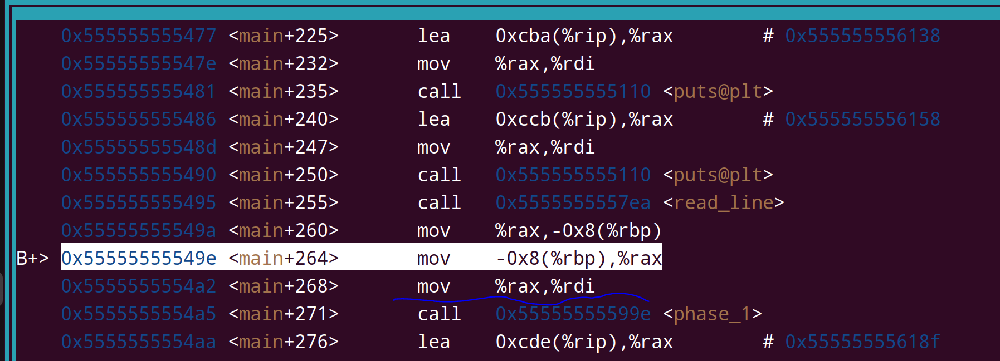 0x555555555477 <main+225> lea 0xcba(%rip),%rax # 0x555555556138
0x55555555547e <main+232> mov %rax,%rdi
0x555555555481 <main+235> call 0x555555555110 <puts@plt>
0x555555555486 <main+240> lea 0xccb(%rip),%rax # 0x555555556158
0x55555555548d <main+247> mov %rax,%rdi
0x555555555490 <main+250> call 0x555555555110 <puts@plt>
0x555555555495 <main+255> call 0x5555555557ea <read_line>
0x55555555549a <main+260> mov %rax,-0x8(%rbp)
B+> 0x55555555549e <main+264> mov -0x8(%rbp),%rax
0x5555555554a2 <main+268> mov %rax,%rdi
0x5555555554a5 <main+271> call 0x55555555599e <phase_1>
0x5555555554aa <main+276> lea 0xcde(%rip),%rax # 0x55555555618f